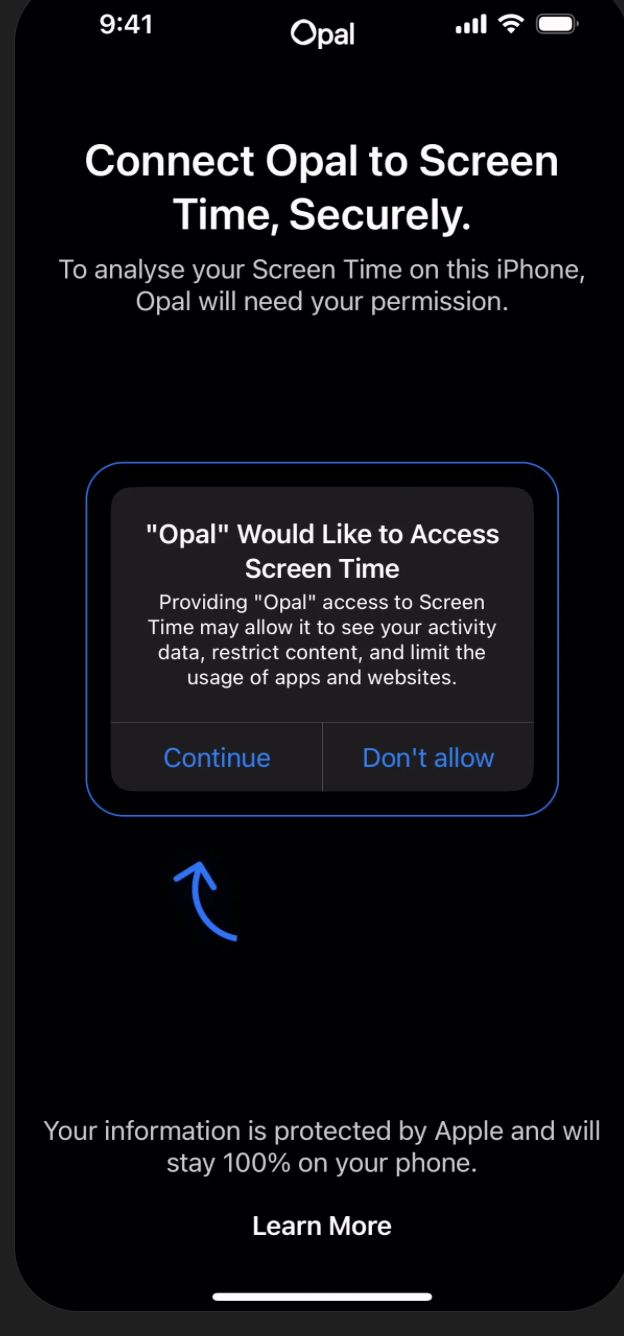 9:41
Opal
Connect Opal to Screen
Time, Securely.
To analyse your Screen Time on this iPhone,
Opal will need your permission.
"Opal" Would Like to Access
Screen Time
Providing "Opal" access to Screen
Time may allow it to see your activity
data, restrict content, and limit the
usage of apps and websites.
Continue
Don't allow
Your information is protected by Apple and will
stay 100% on your phone.
Learn More